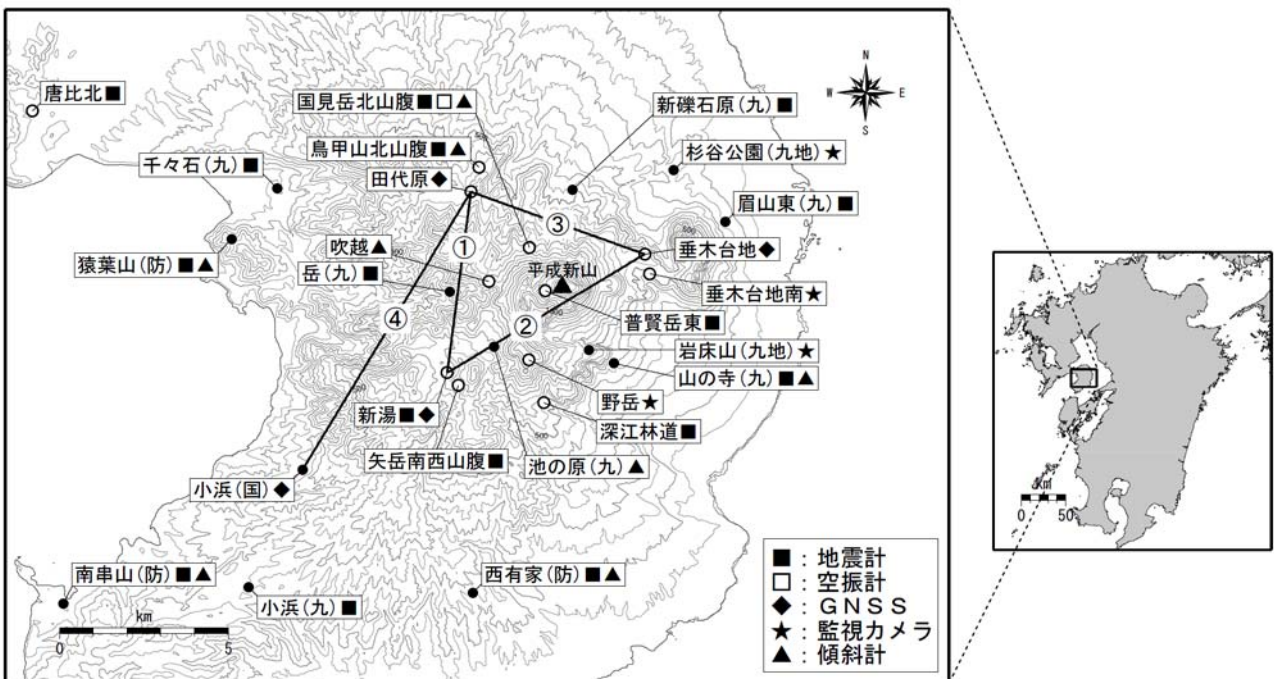 N
W
E
S
唐比北■
国見岳北山腹■□▲
新礫石原(九)■
鳥甲山北山腹■▲
杉谷公園(九地)★
千々石(九)■
田代原◆
眉山東(九)■
③
①
吹越▲
垂木台地◆
猿葉山(防)■▲
平成新山
岳(九)■
垂木台地南★
④
②
普賢岳東■
岩床山(九地)★
山の寺(九)■▲
新湯■◆
野岳★
深江林道■
矢岳南西山腹■
池の原(九)▲
小浜(国)◆
南串山(防)■▲
西有家(防)■▲
小浜(九)■
km
0 5
■:地震計
□:空振計
◆:GNSS
★:監視カメラ
▲:傾斜計
km
0 50
500
500